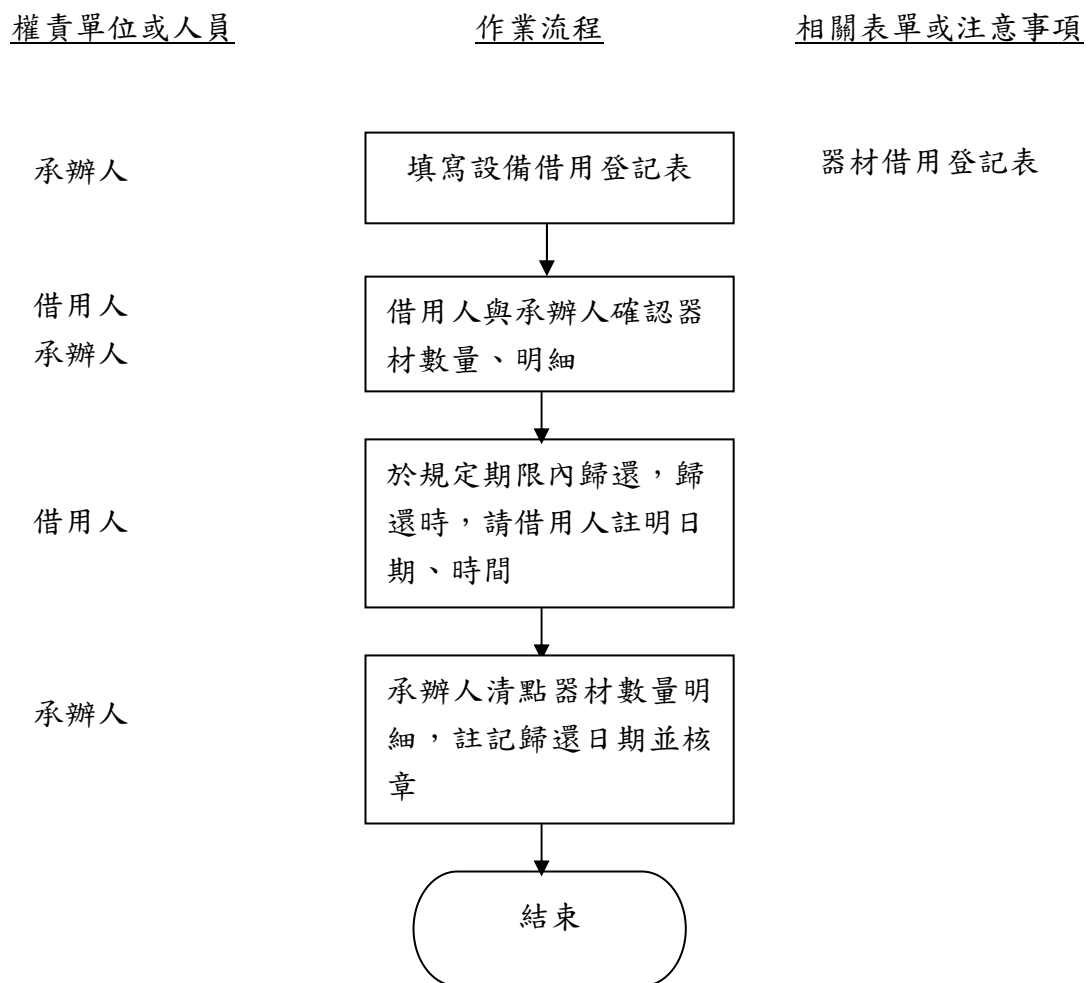 權責單位或人員
作業流程
相關表單或注意事項
承辦人
填寫設備借用登記表
器材借用登記表
借用人
承辦人
借用人與承辦人確認器
材數量、明細
借用人
於規定期限內歸還，歸
還時，請借用人註明日
期、時間
承辦人
承辦人清點器材數量明
細，註記歸還日期並核
章
結束